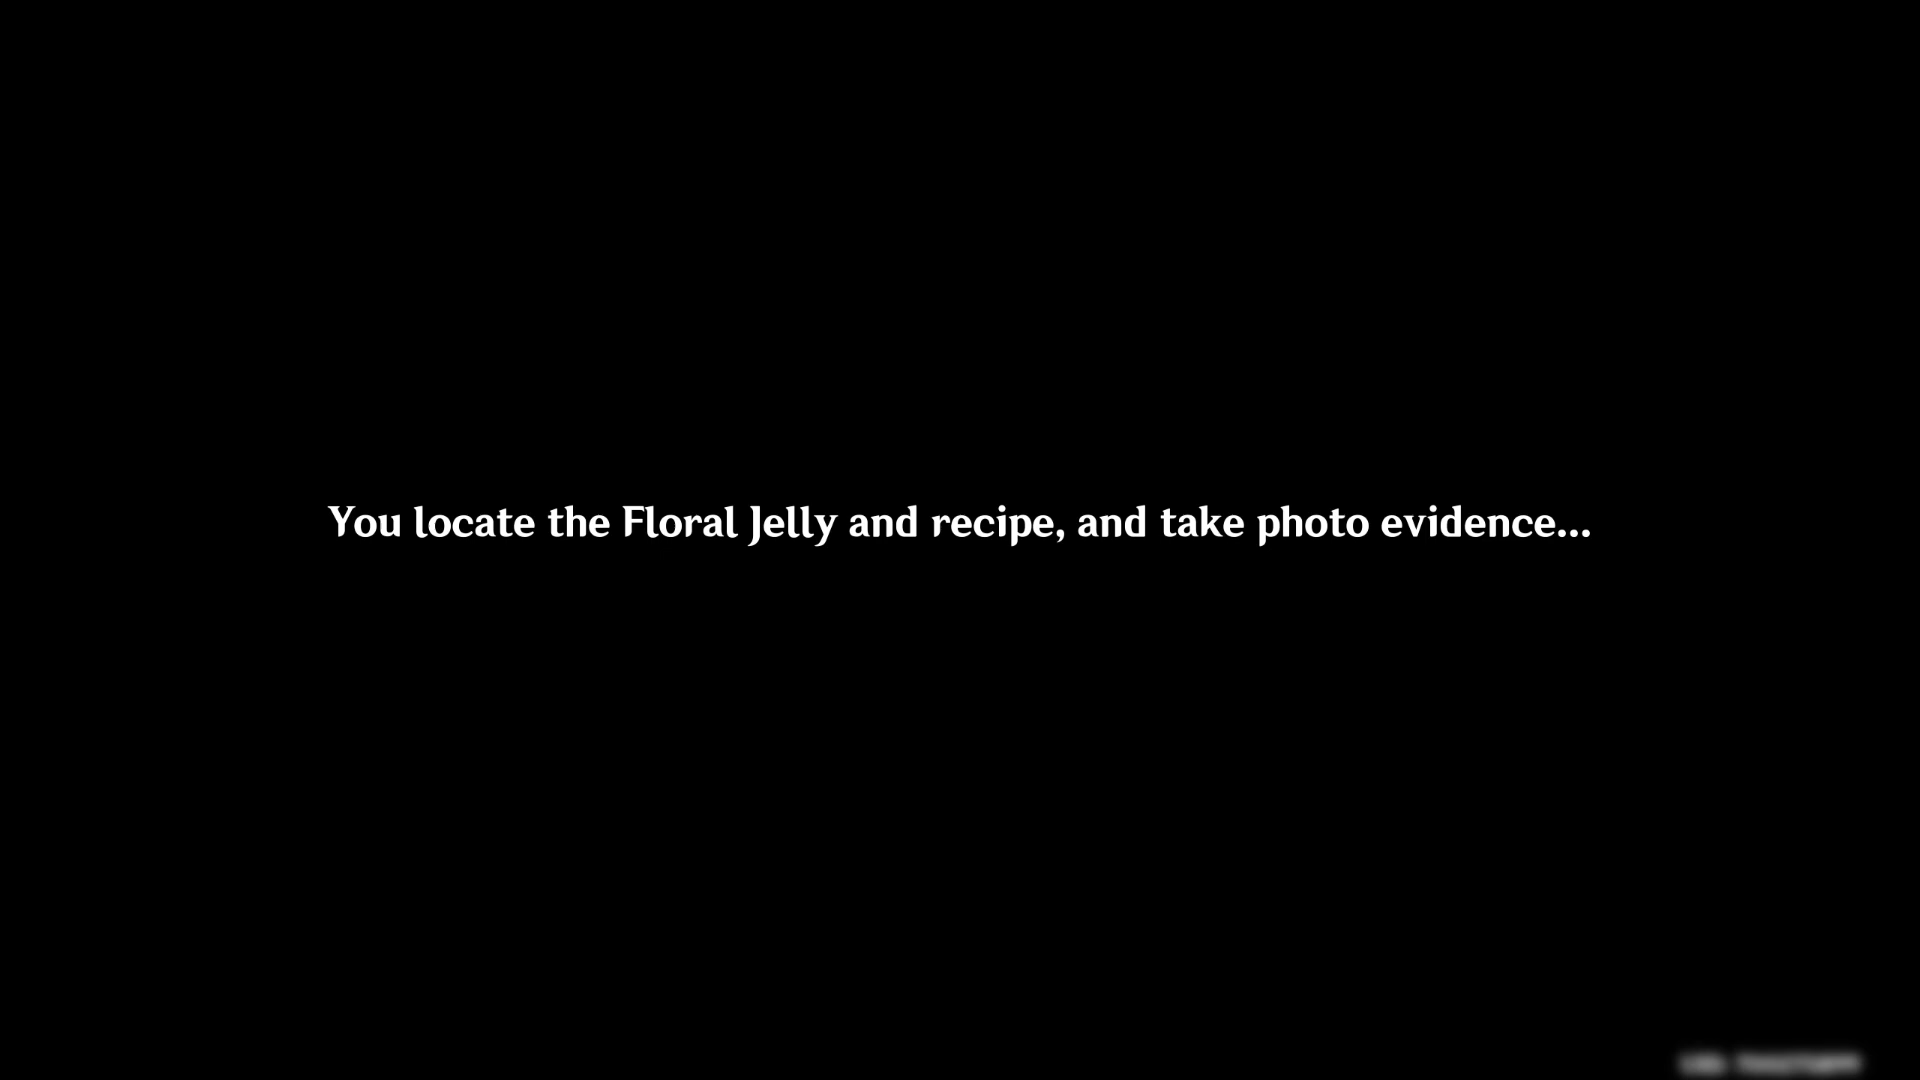 You locate the Floral Jelly and recipe, and take photo evidence...